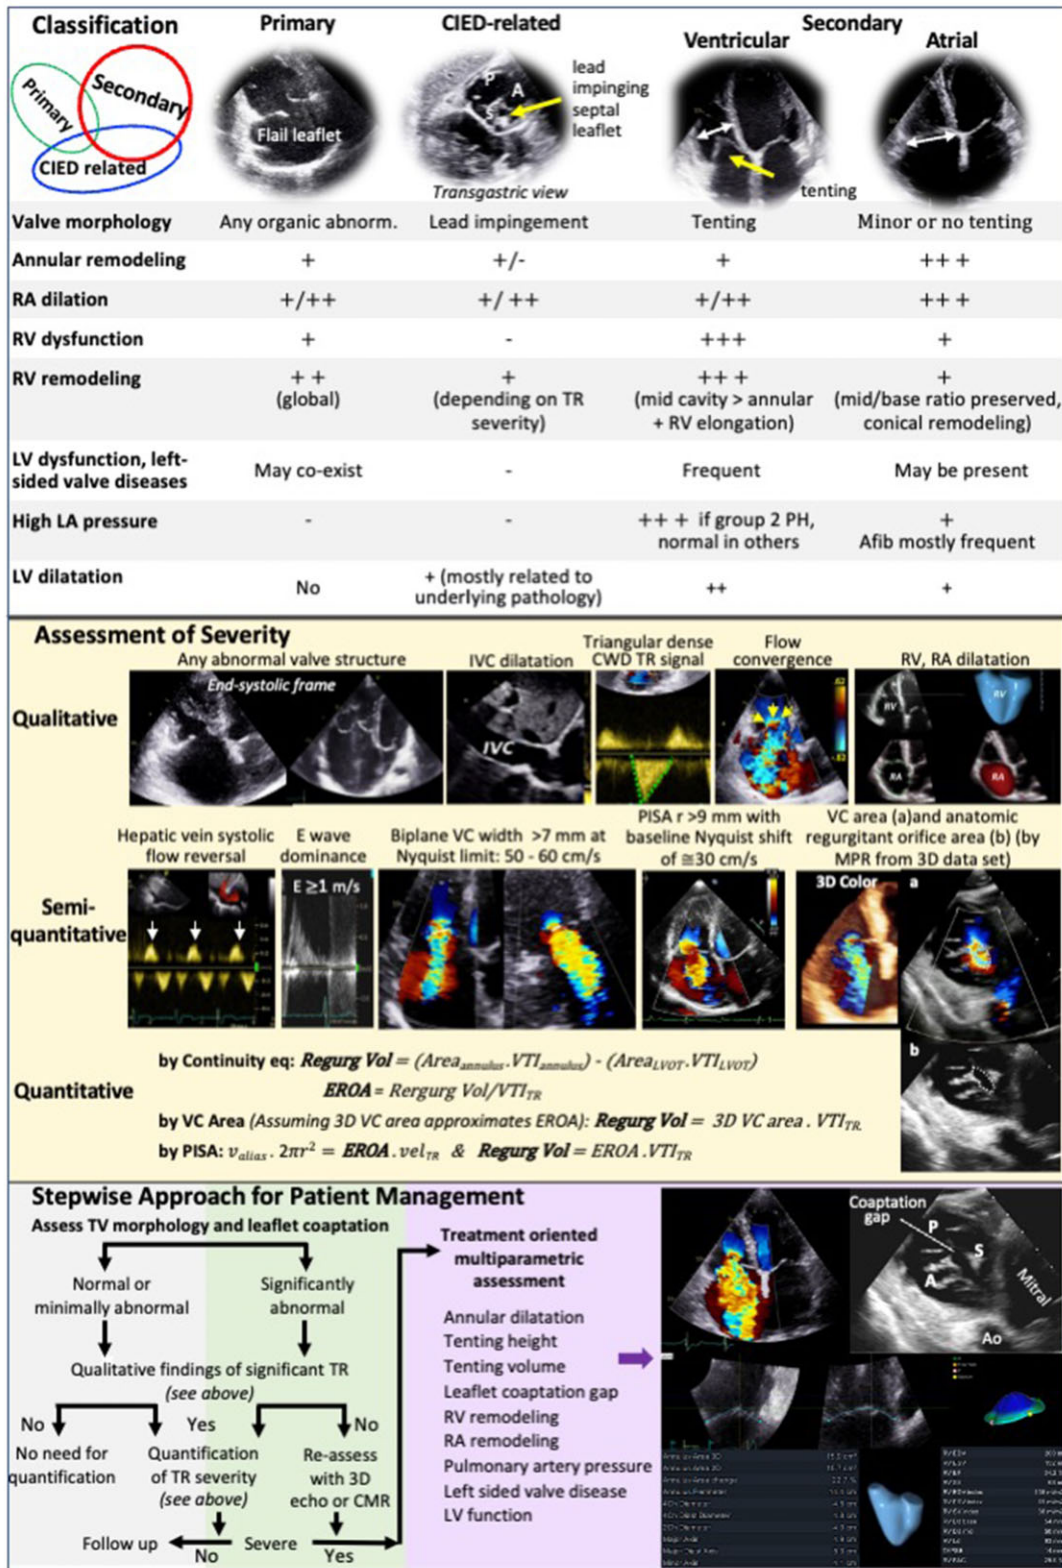 Classification
Primary
CIED-related
Secondary
Ventricular
Atrial
Primary
Secondary
CIED related
Flail leaflet
P
A
S
lead
impinging
septal
leaflet
Transgastric view
tenting
Valve morphology
Any organic abnorm.
Lead impingement
Tenting
Minor or no tenting
Annular remodeling
+
+/-
+
+++
RA dilation
+/++
+/ ++
+/++
+++
RV dysfunction
+
-
+++
+
RV remodeling
++
(global)
+
(depending on TR
severity)
+++
(mid cavity > annular
+ RV elongation)
+
(mid/base ratio preserved,
conical remodeling)
LV dysfunction, left-
sided valve diseases
May co-exist
-
Frequent
May be present
High LA pressure
-
-
+++ if group 2 PH,
normal in others
+
Afib mostly frequent
LV dilatation
No
+ (mostly related to
underlying pathology)
++
+
Assessment of Severity
Qualitative
Any abnormal valve structure
End-systolic frame
IVC dilatation
IVC
Triangular dense
CWD TR signal
Flow
convergence
RV, RA dilatation
RV
RV
RA
RA
Semi-
quantitative
Hepatic vein systolic
flow reversal
E wave
dominance
E ≥1 m/s
Biplane VC width >7 mm at
Nyquist limit: 50 - 60 cm/s
PISA r >9 mm with
baseline Nyquist shift
of ≅30 cm/s
VC area (a)and anatomic
regurgitant orifice area (b) (by
MPR from 3D data set)
3D Color
a
b
Quantitative
by Continuity eq: Regurg Vol = (Area_annulus.VTI_annulus) - (Area_LVOT.VTI_LVOT)
EROA = Rergurg Vol/VTI_TR
by VC Area (Assuming 3D VC area approximates EROA): Regurg Vol = 3D VC area . VTI_TR.
by PISA: v_alias. 2πr² = EROA .vel_TR & Regurg Vol = EROA .VTI_TR
Stepwise Approach for Patient Management
Assess TV morphology and leaflet coaptation
Normal or
minimally abnormal
Significantly
abnormal
Qualitative findings of significant TR
(see above)
No
Yes
No
No need for
quantification
Quantification
of TR severity
(see above)
Re-assess
with 3D
echo or CMR
Follow up
No
Severe
Yes
Treatment oriented
multiparametric
assessment
Annular dilatation
Tenting height
Tenting volume
Leaflet coaptation gap
RV remodeling
RA remodeling
Pulmonary artery pressure
Left sided valve disease
LV function
Coaptation
gap
P
S
A
Mitral
Ao